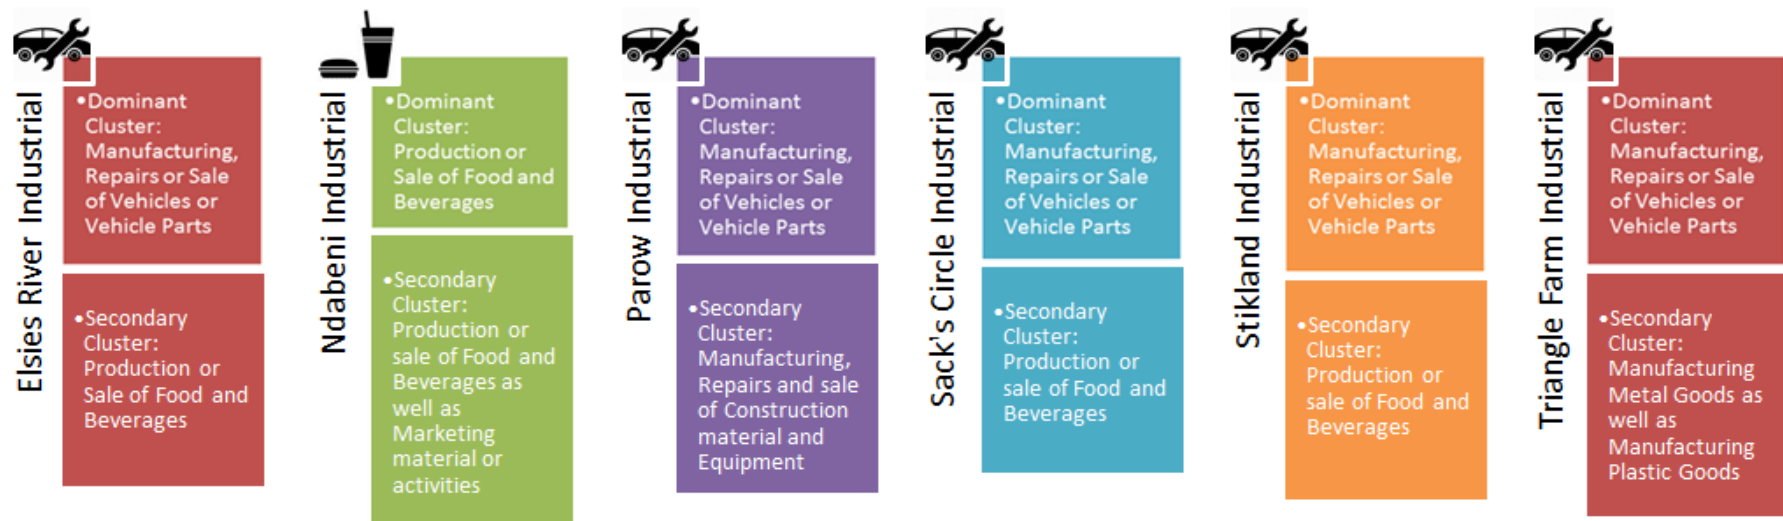 Elsies River Industrial
•Dominant
Cluster:
Manufacturing,
Repairs or Sale
of Vehicles or
Vehicle Parts
•Secondary
Cluster:
Production or
Sale of Food and
Beverages
Ndabeni Industrial
•Dominant
Cluster:
Production or
Sale of Food and
Beverages
•Secondary
Cluster:
Production or
sale of Food and
Beverages as
well as
Marketing
material or
activities
Parow Industrial
•Dominant
Cluster:
Manufacturing,
Repairs or Sale
of Vehicles or
Vehicle Parts
•Secondary
Cluster:
Manufacturing,
Repairs and sale
of Construction
material and
Equipment
Sack's Circle Industrial
•Dominant
Cluster:
Manufacturing,
Repairs or Sale
of Vehicles or
Vehicle Parts
•Secondary
Cluster:
Production or
sale of Food and
Beverages
Stikland Industrial
•Dominant
Cluster:
Manufacturing,
Repairs or Sale
of Vehicles or
Vehicle Parts
•Secondary
Cluster:
Production or
sale of Food and
Beverages
Triangle Farm Industrial
•Dominant
Cluster:
Manufacturing,
Repairs or Sale
of Vehicles or
Vehicle Parts
•Secondary
Cluster:
Manufacturing
Metal Goods as
well as
Manufacturing
Plastic Goods